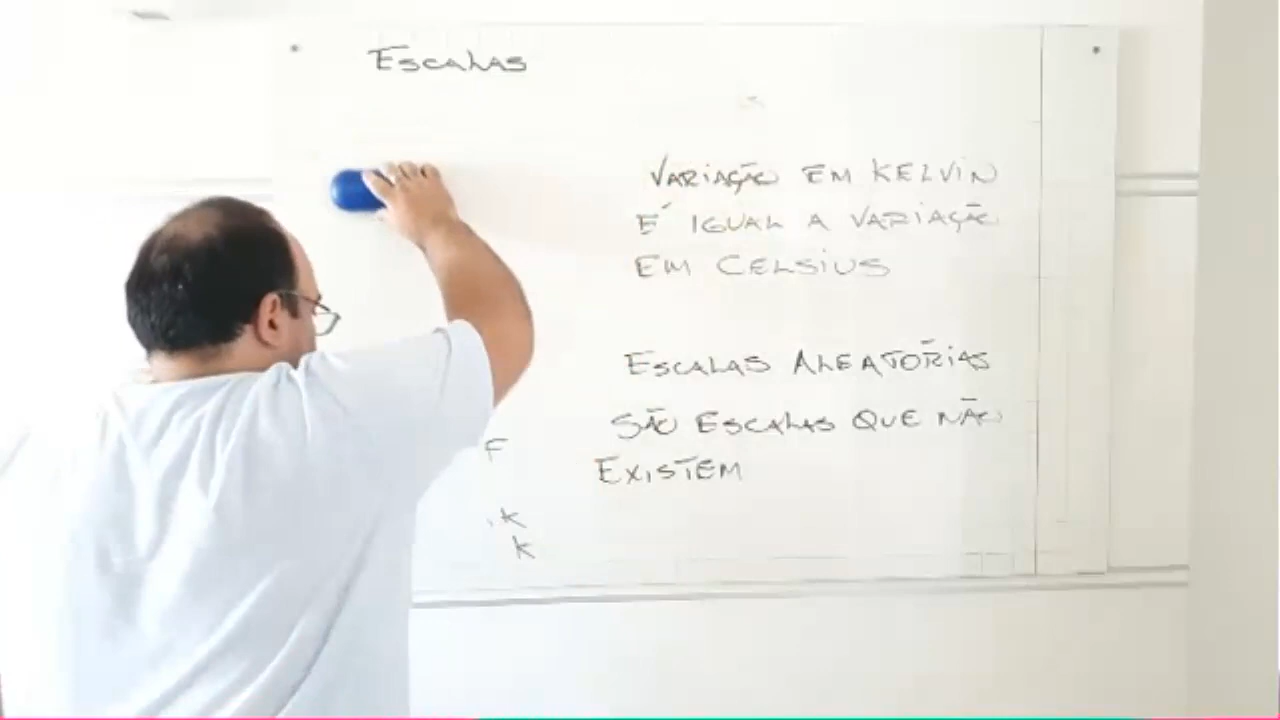 ESCALAS
VARIAÇÃO EM KELVIN
É IGUAL A VARIAÇÃO
EM CELSIUS
ESCALAS ALEATÓRIAS
SÃO ESCALAS QUE NÃO
EXISTEM
F
.K
K